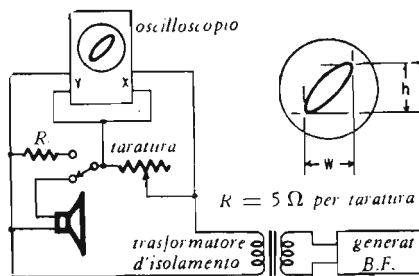 oscilloscopio
Y X
R
taratura
h
W
R = 5 Ω per taratura
trasformatore
d'isolamento
generat
B.F.